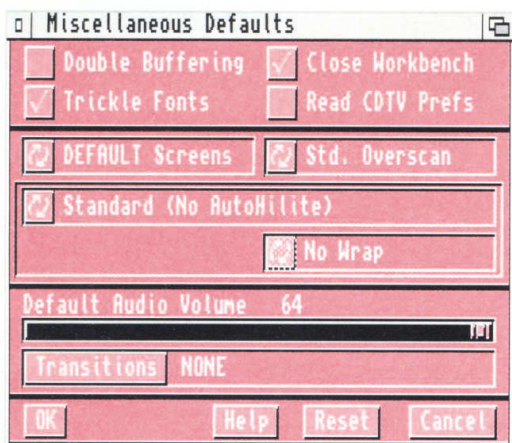 Miscellaneous Defaults
Double Buffering Close Workbench
Trickle Fonts Read CDTV Prefs
DEFAULT Screens Std. Overscan
Standard (No AutoHilite)
No Wrap
Default Audio Volume 64
Transitions NONE
OK Help Reset Cancel